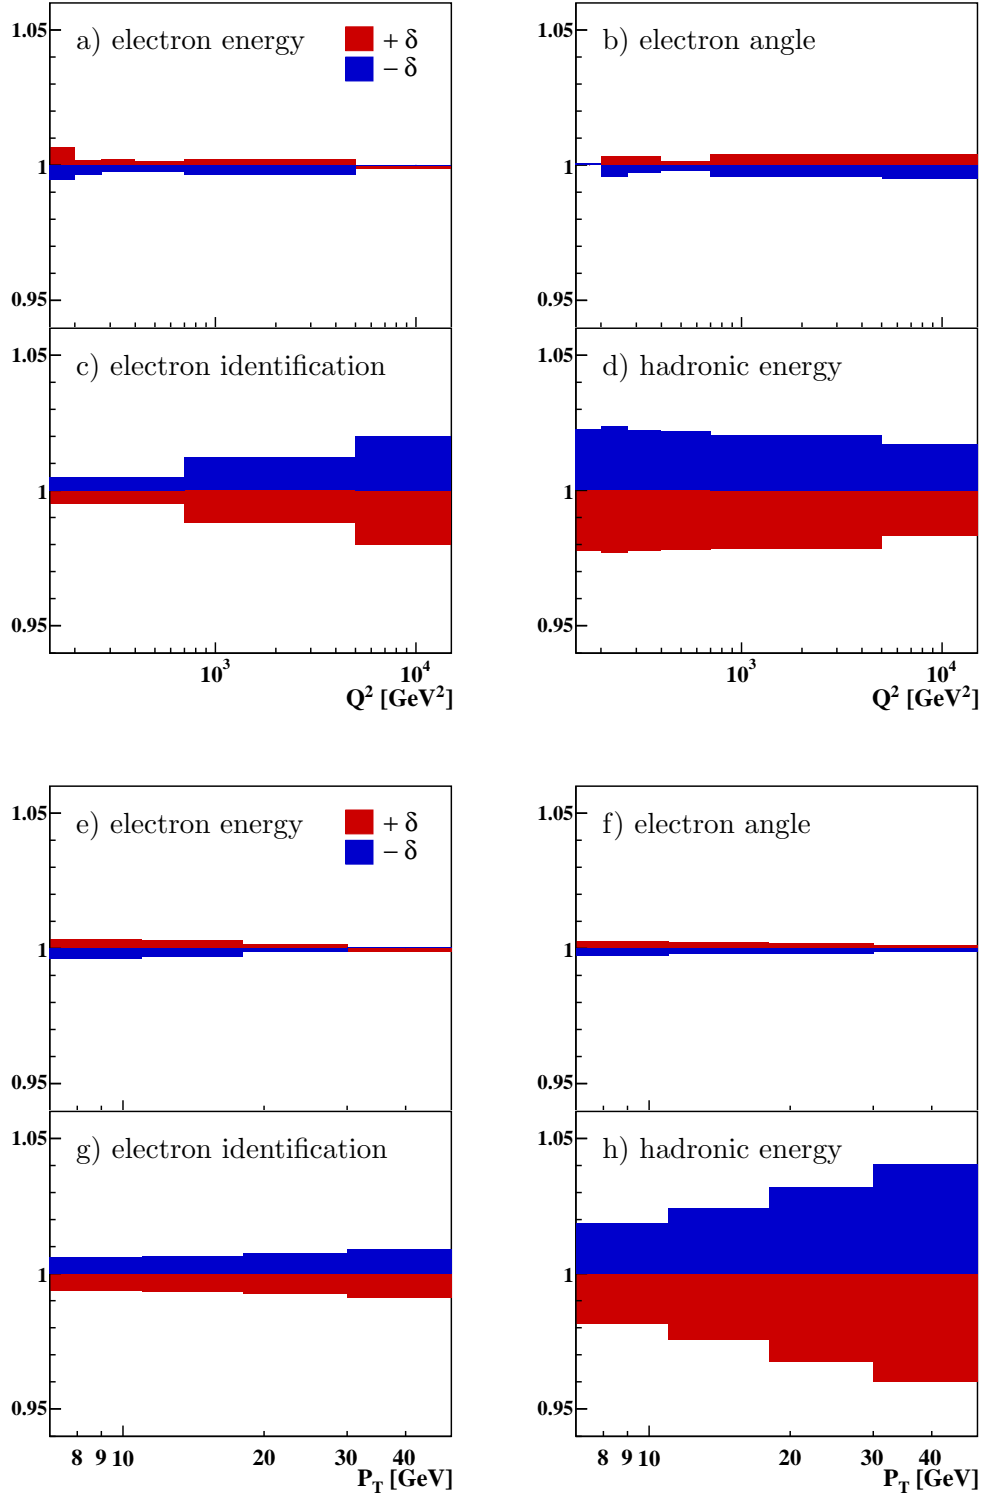 a) electron energy
+ δ
− δ
1.05
1
0.95
b) electron angle
1.05
1
0.95
c) electron identification
1.05
1
0.95
10³
10⁴
Q² [GeV²]
d) hadronic energy
1.05
1
0.95
10³
10⁴
Q² [GeV²]
e) electron energy
+ δ
− δ
1.05
1
0.95
f) electron angle
1.05
1
0.95
g) electron identification
1.05
1
0.95
8 9 10 20 30 40
P_T [GeV]
h) hadronic energy
1.05
1
0.95
8 9 10 20 30 40
P_T [GeV]